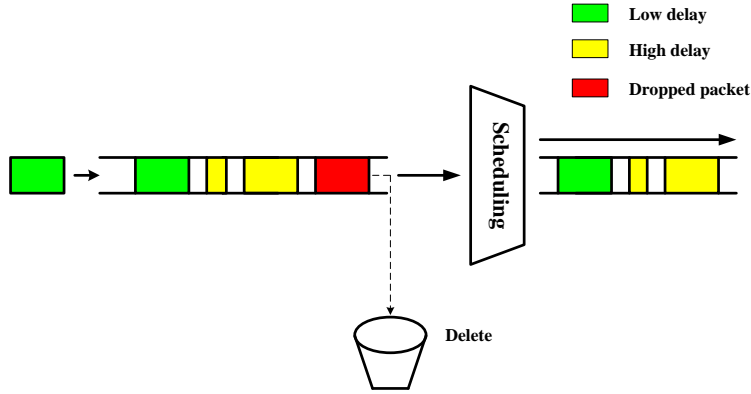 Low delay
High delay
Dropped packet
Scheduling
Delete